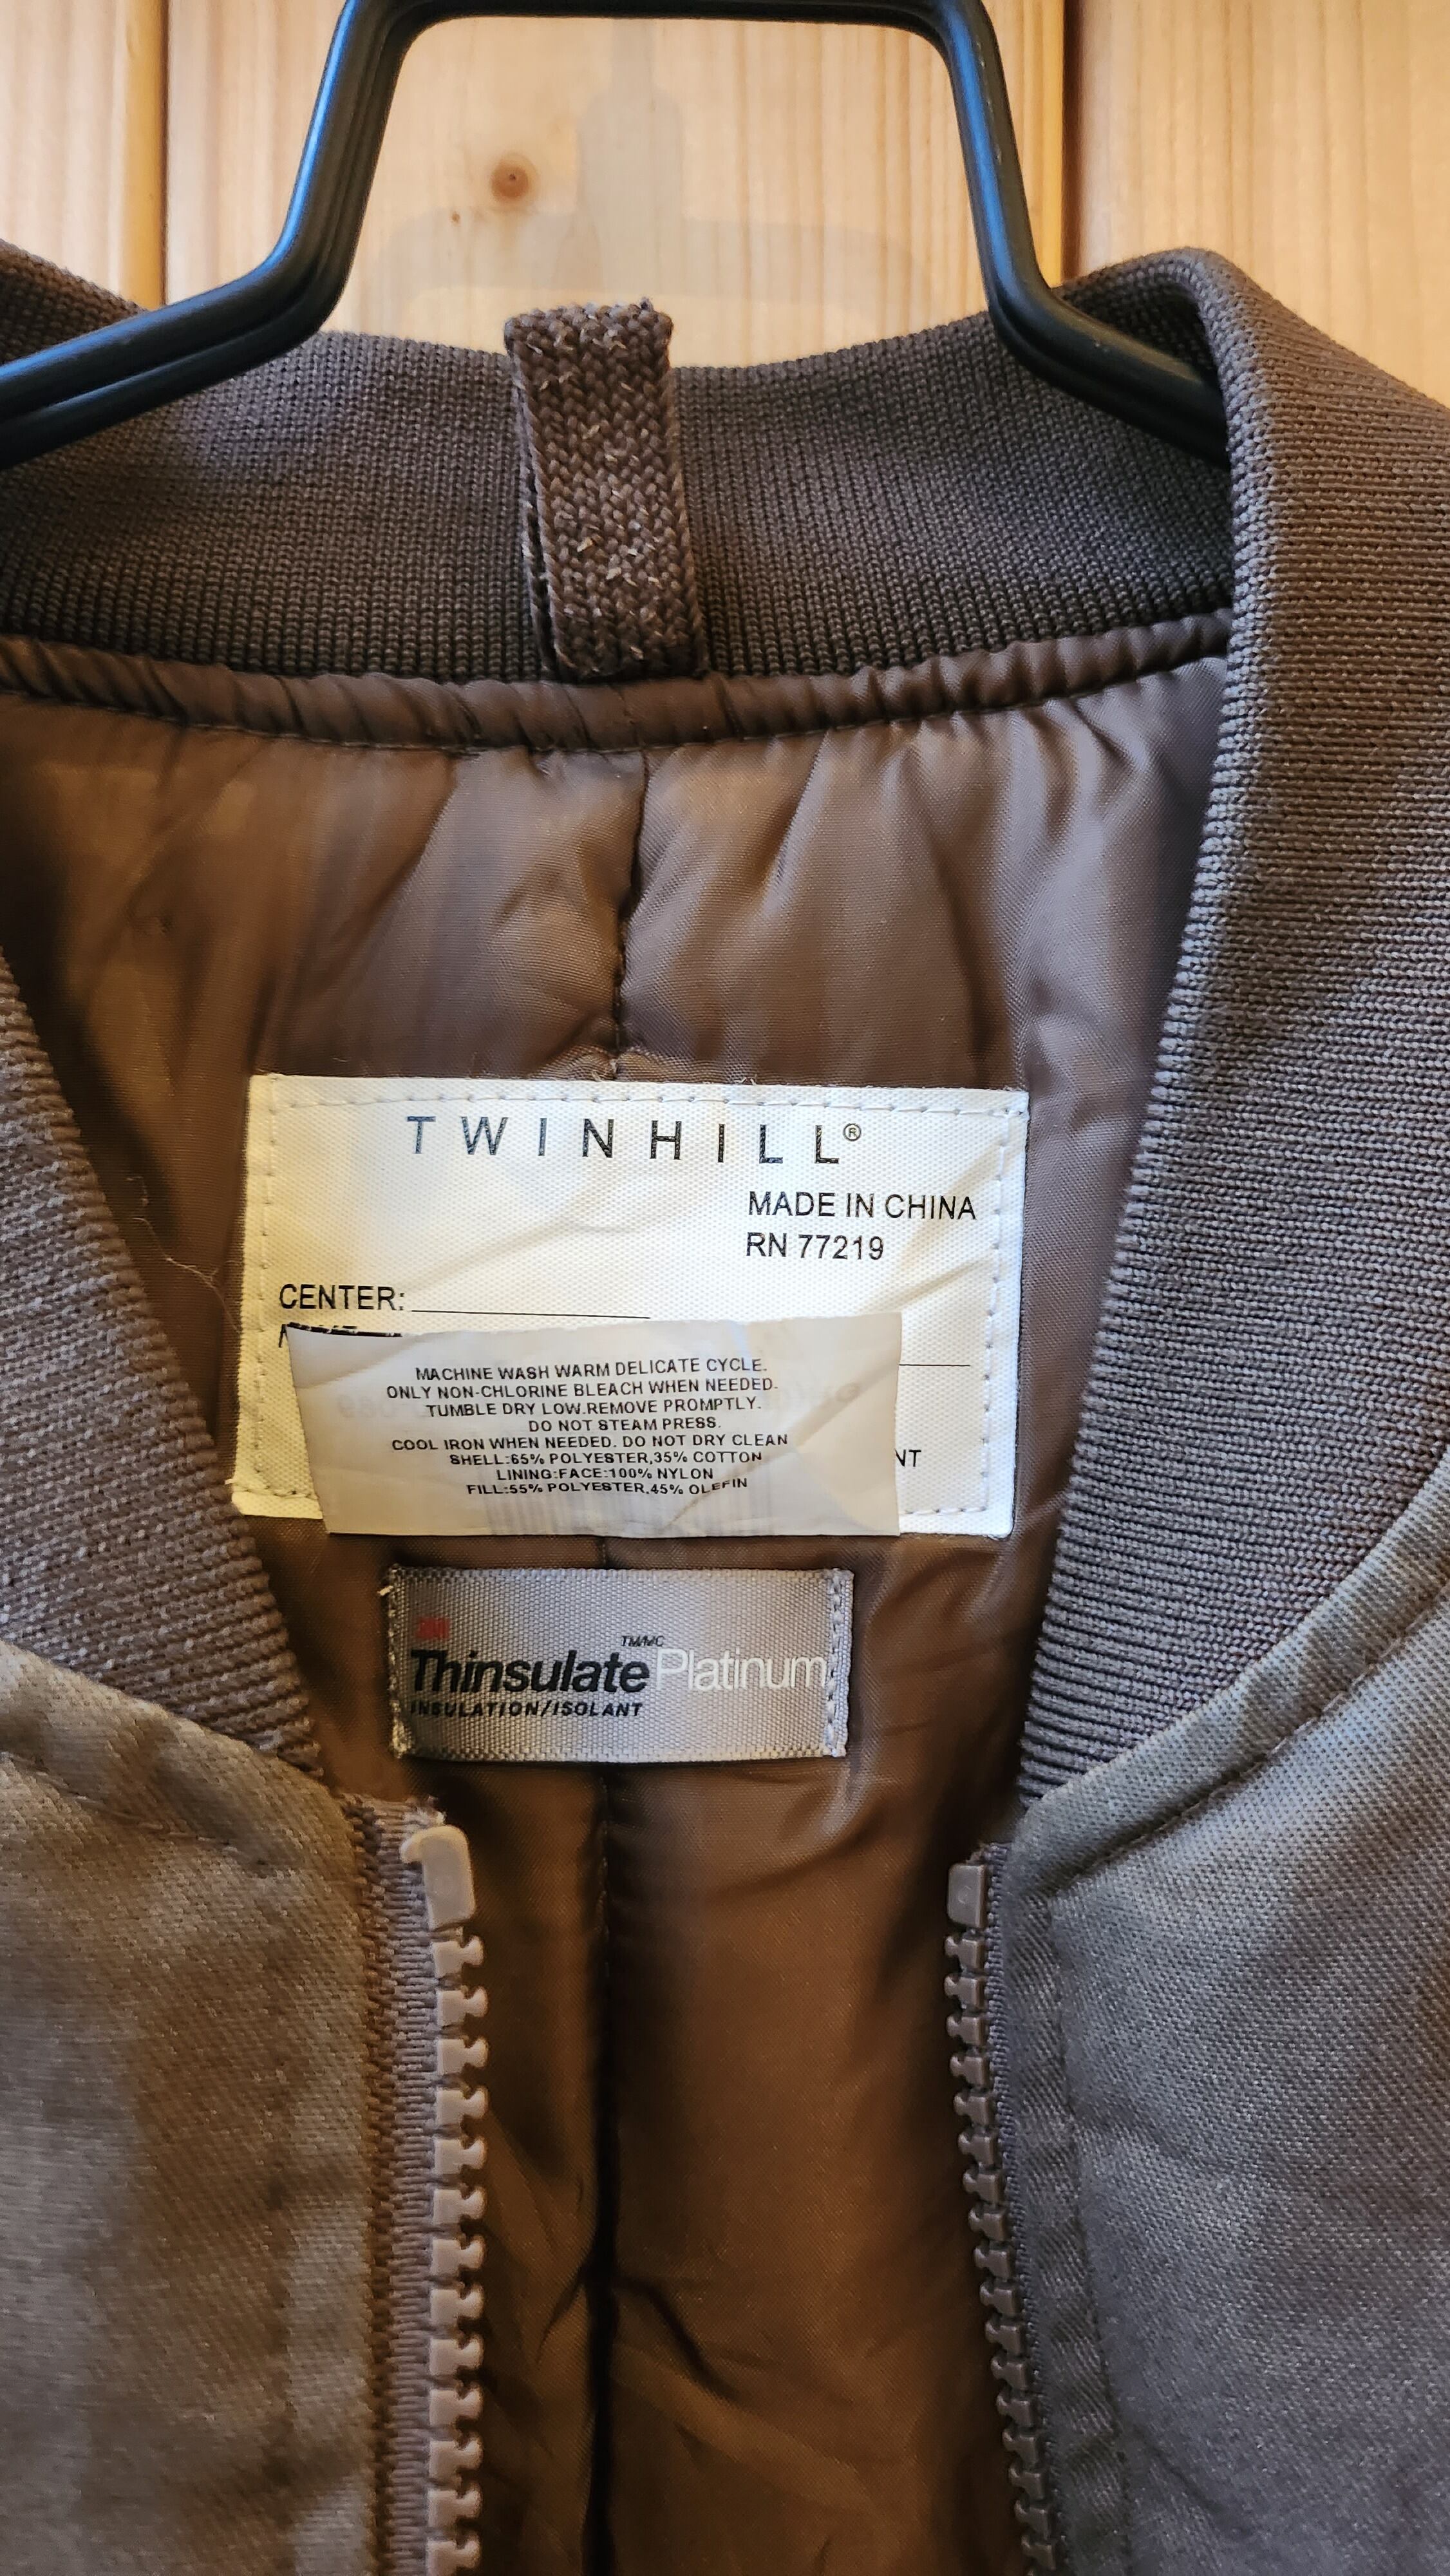 TWINHILL®
MADE IN CHINA
RN 77219
CENTER:
MACHINE WASH WARM DELICATE CYCLE.
ONLY NON-CHLORINE BLEACH WHEN NEEDED.
TUMBLE DRY LOW.REMOVE PROMPTLY.
DO NOT STEAM PRESS.
COOL IRON WHEN NEEDED. DO NOT DRY CLEAN
SHELL:65% POLYESTER,35% COTTON
LINING:FACE:100% NYLON
FILL:55% POLYESTER,45% OLEFIN
NT
3M
Thinsulate TM/MC Platinum
INSULATION/ISOLANT